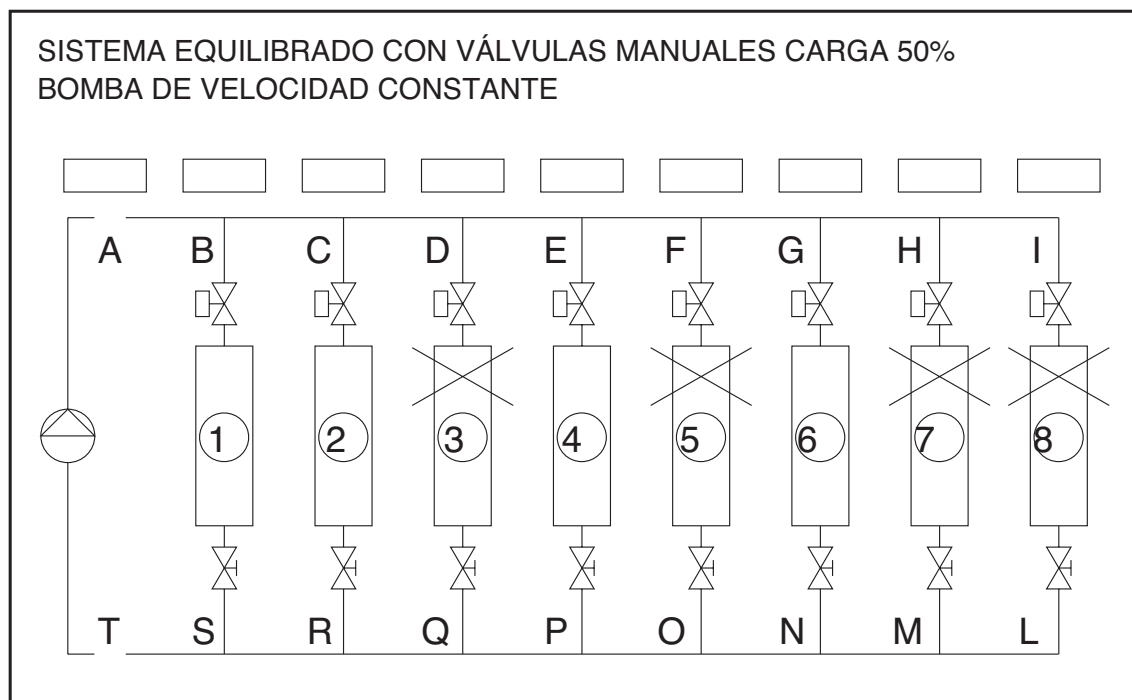 SISTEMA EQUILIBRADO CON VÁLVULAS MANUALES CARGA 50%
BOMBA DE VELOCIDAD CONSTANTE
A B C D E F G H I
1 2 3 4 5 6 7 8
T S R Q P O N M L